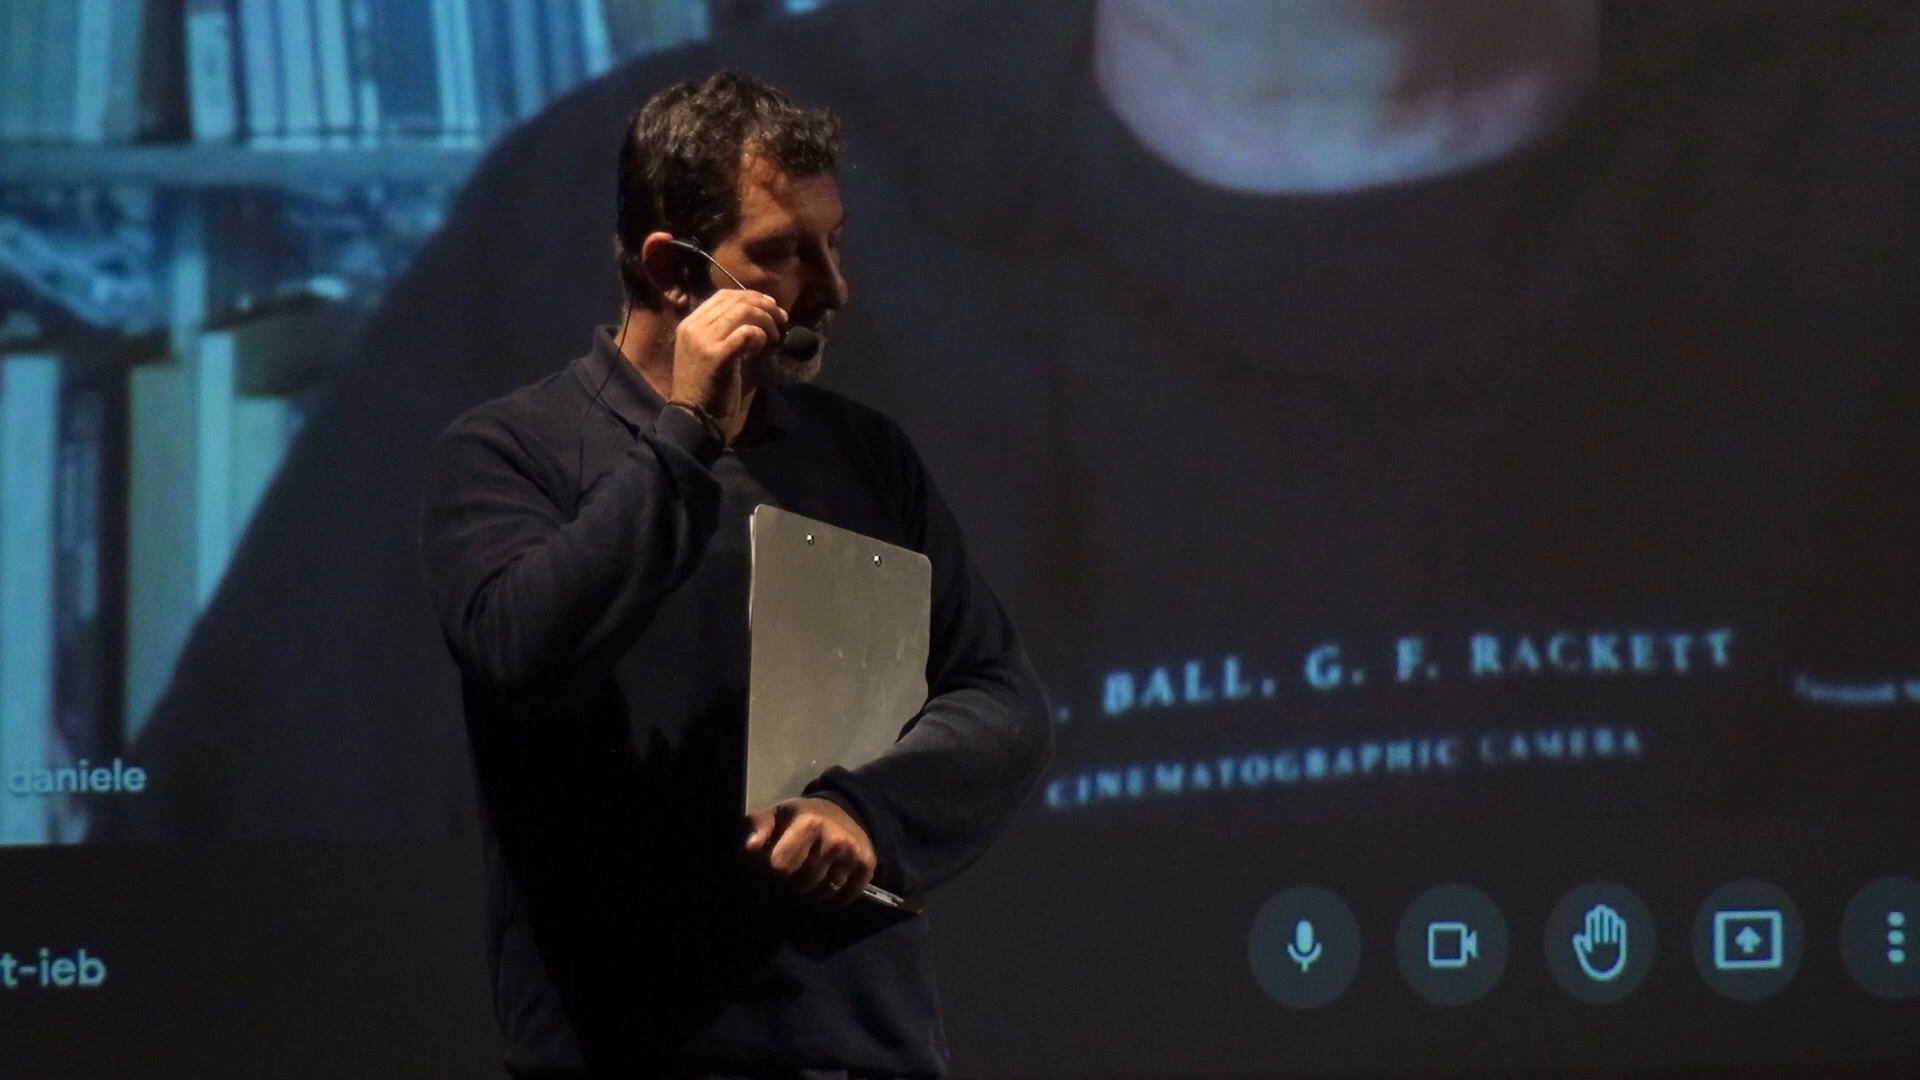 . BALL, G. F. RACKETT
CINEMATOGRAPHIC CAMERA
daniele
t-ieb